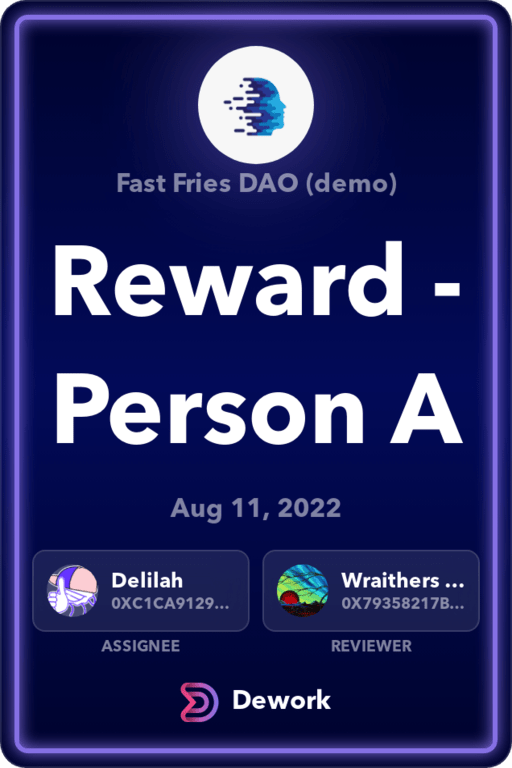 Fast Fries DAO (demo)
Reward -
Person A
Aug 11, 2022
Delilah
0XC1CA9129...
ASSIGNEE
Wraithers ...
0X79358217B...
REVIEWER
Dework